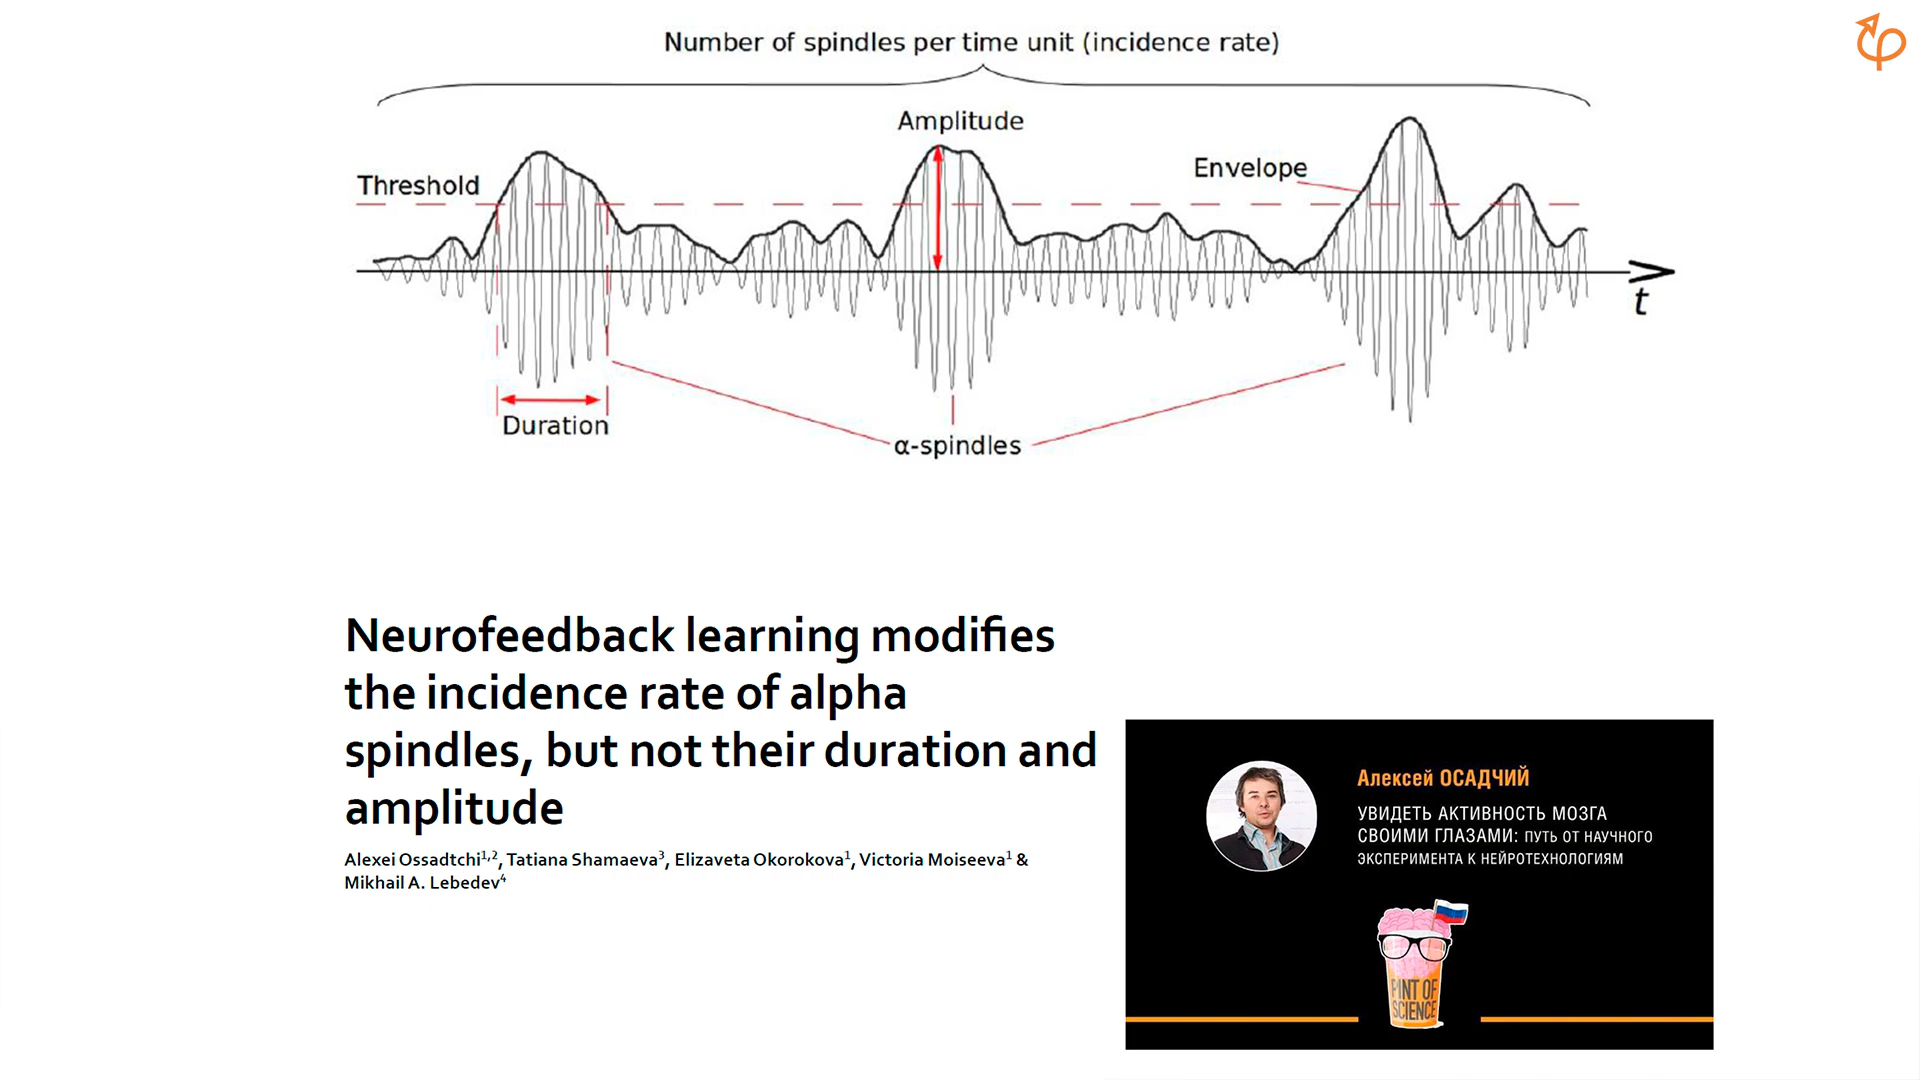 Number of spindles per time unit (incidence rate)
Amplitude
Envelope
Threshold
t
Duration
α-spindles
Neurofeedback learning modifies
the incidence rate of alpha
spindles, but not their duration and
amplitude
Alexei Ossadtchi1,2, Tatiana Shamaeva3, Elizaveta Okorokova1, Victoria Moiseeva1 &
Mikhail A. Lebedev4
Алексей ОСАДЧИЙ
УВИДЕТЬ АКТИВНОСТЬ МОЗГА
СВОИМИ ГЛАЗАМИ: ПУТЬ ОТ НАУЧНОГО
ЭКСПЕРИМЕНТА К НЕЙРОТЕХНОЛОГИЯМ
PINT OF
SCIENCE